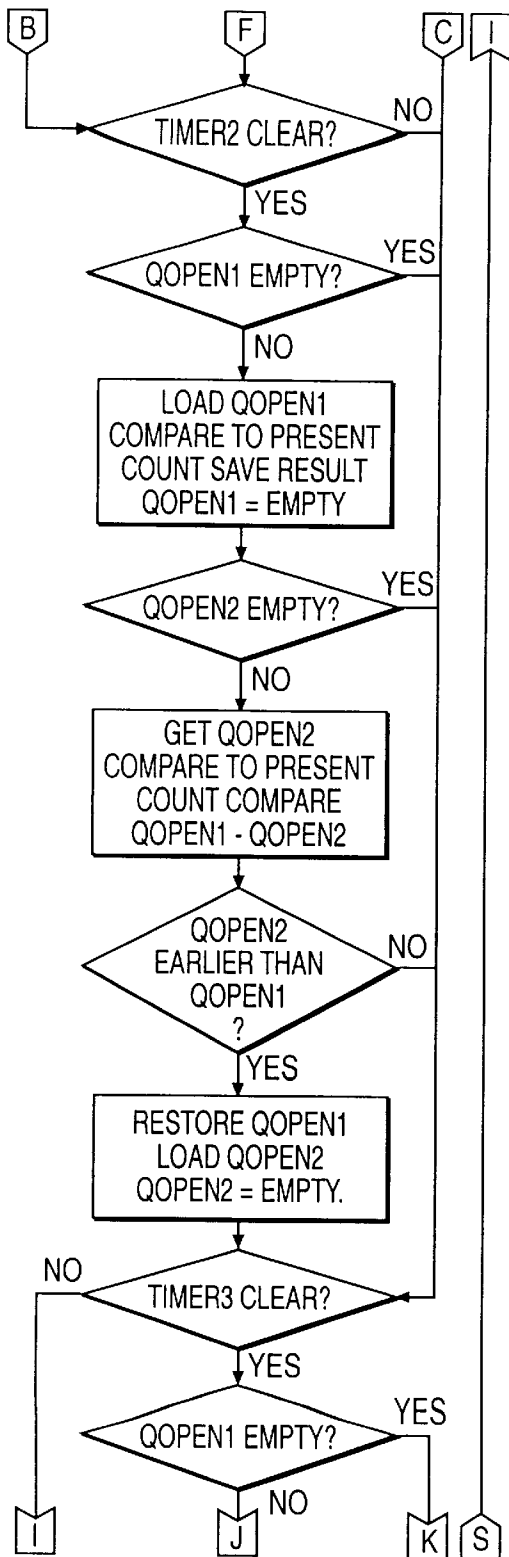 B
F
C
I
TIMER2 CLEAR?
NO
YES
QOPEN1 EMPTY?
YES
NO
LOAD QOPEN1
COMPARE TO PRESENT
COUNT SAVE RESULT
QOPEN1 = EMPTY
QOPEN2 EMPTY?
YES
NO
GET QOPEN2
COMPARE TO PRESENT
COUNT COMPARE
QOPEN1 - QOPEN2
QOPEN2
EARLIER THAN
QOPEN1
?
NO
YES
RESTORE QOPEN1
LOAD QOPEN2
QOPEN2 = EMPTY.
NO
TIMER3 CLEAR?
YES
QOPEN1 EMPTY?
YES
NO
I
J
K
S